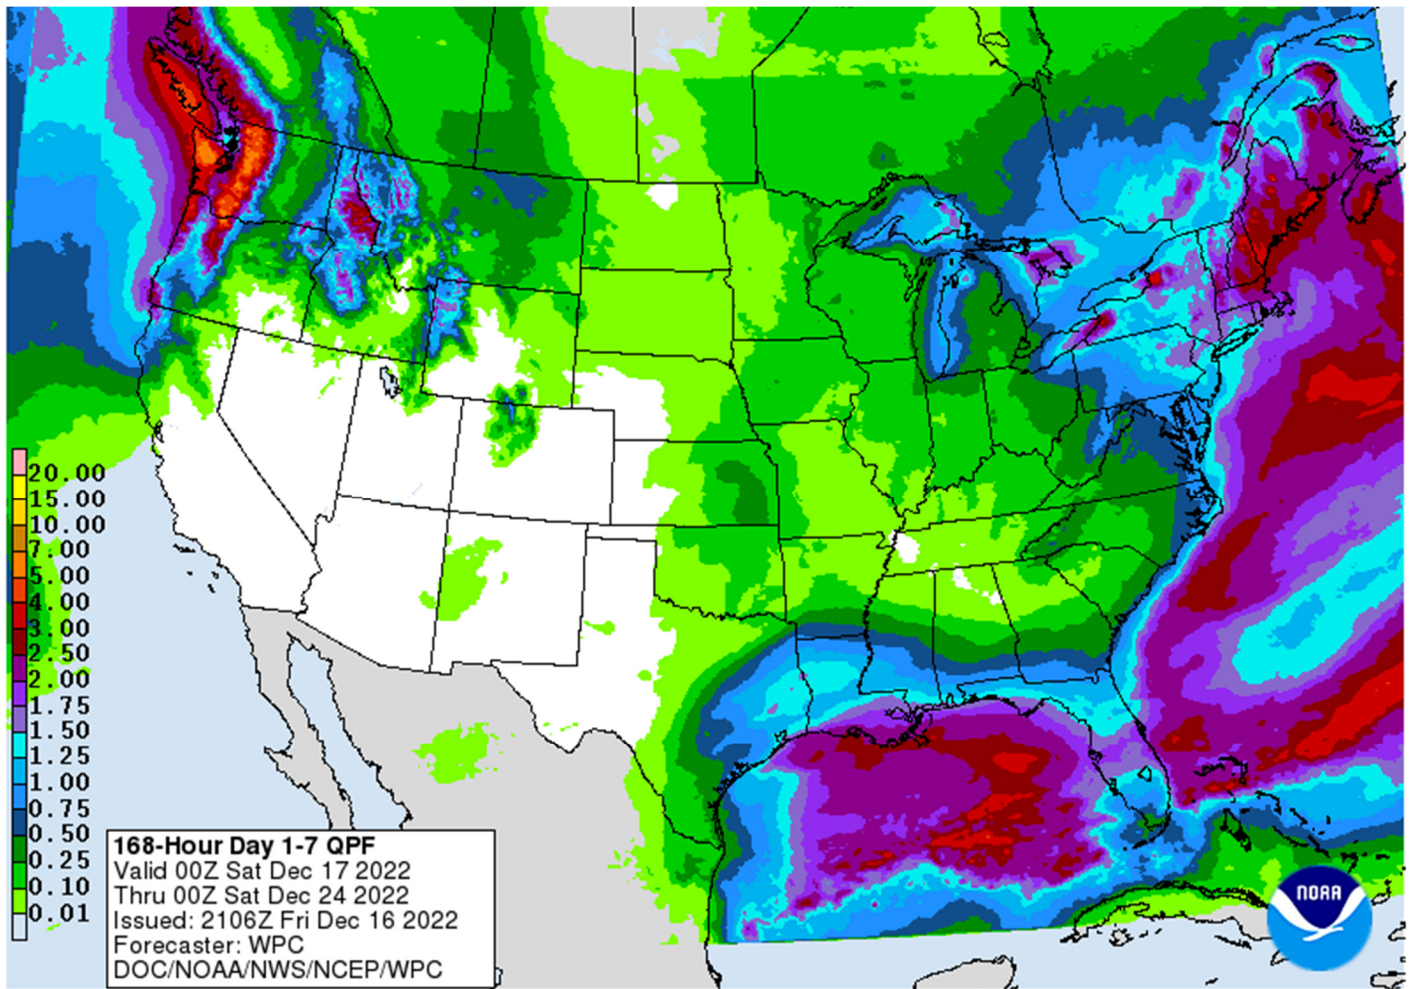 20.00
15.00
10.00
7.00
5.00
4.00
3.00
2.50
2.00
1.75
1.50
1.25
1.00
0.75
0.50
0.25
0.10
0.01
168-Hour Day 1-7 QPF
Valid 00Z Sat Dec 17 2022
Thru 00Z Sat Dec 24 2022
Issued: 2106Z Fri Dec 16 2022
Forecaster: WPC
DOC/NOAA/NWS/NCEP/WPC
NOAA